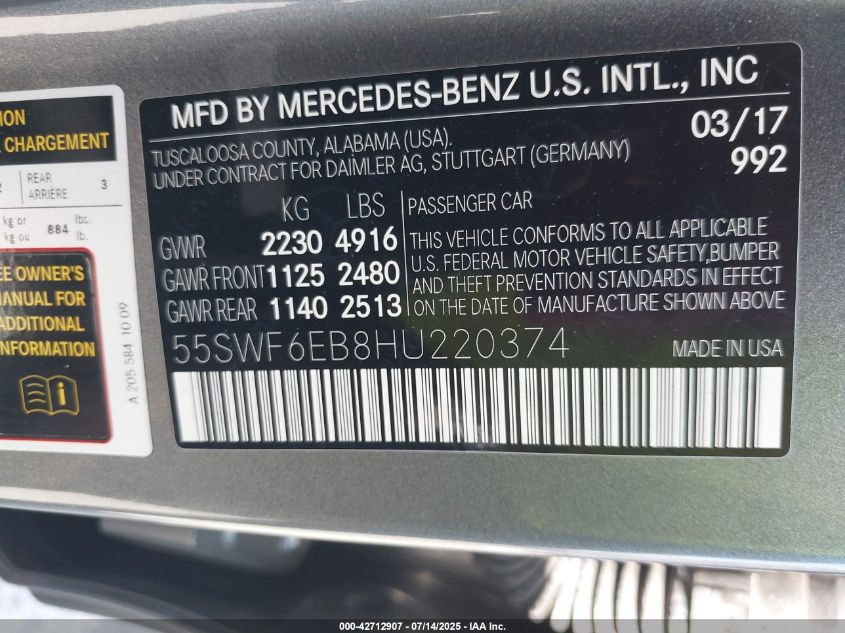 ION
CHARGEMENT
2 REAR 3
ARRIÈRE
kg or 884 lbs.
kg ou lb.
EE OWNER'S
MANUAL FOR
ADDITIONAL
INFORMATION
A 205 584 10 09
MFD BY MERCEDES-BENZ U.S. INTL., INC
TUSCALOOSA COUNTY, ALABAMA (USA). 03/17
UNDER CONTRACT FOR DAIMLER AG, STUTTGART (GERMANY) 992
KG LBS PASSENGER CAR
GVWR 2230 4916 THIS VEHICLE CONFORMS TO ALL APPLICABLE
GAWR FRONT 1125 2480 U.S. FEDERAL MOTOR VEHICLE SAFETY,BUMPER
AND THEFT PREVENTION STANDARDS IN EFFECT
GAWR REAR 1140 2513 ON THE DATE OF MANUFACTURE SHOWN ABOVE
55SWF6EB8HU220374 MADE IN USA
000-42712907 - 07/14/2025 - IAA Inc.